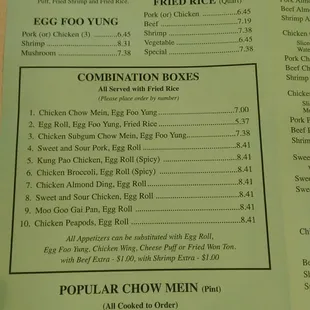 Port. Fried Shrimp and Fried Rice.
EGG FOO YUNG
Pork (or) Chicken (3) 6.45
Shrimp 8.31
Mushroom 7.38
FRIED RICE (Quart)
Pork (or) Chicken 6.45
Beef 7.19
Shrimp 7.38
Vegetable 6.45
Special 7.38
COMBINATION BOXES
All Served with Fried Rice
(Please place order by number)
1. Chicken Chow Mein, Egg Foo Yung 7.00
2. Egg Roll, Egg Foo Yung, Fried Rice 5.37
3. Chicken Subgum Chow Mein, Egg Foo Yung 7.38
4. Sweet and Sour Pork, Egg Roll 8.41
5. Kung Pao Chicken, Egg Roll (Spicy) 8.41
6. Chicken Broccoli, Egg Roll (Spicy) 8.41
7. Chicken Almond Ding, Egg Roll 8.41
8. Sweet and Sour Chicken, Egg Roll 8.41
9. Moo Goo Gai Pan, Egg Roll 8.41
10. Chicken Peapods, Egg Roll 8.41
All Appetizers can be substituted with Egg Roll,
Egg Foo Yung, Chicken Wing, Cheese Puff or Fried Won Ton.
with Beef Extra - $1.00, with Shrimp Extra - $1.00
POPULAR CHOW MEIN (Pint)
(All Cooked to Order)